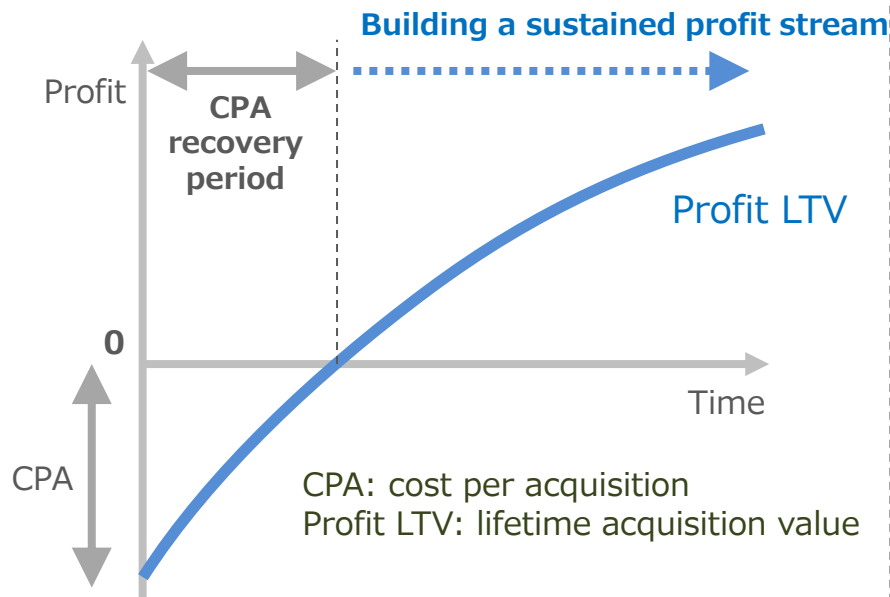 Building a sustained profit stream
Profit
CPA
recovery
period
Profit LTV
0
Time
CPA
CPA: cost per acquisition
Profit LTV: lifetime acquisition value